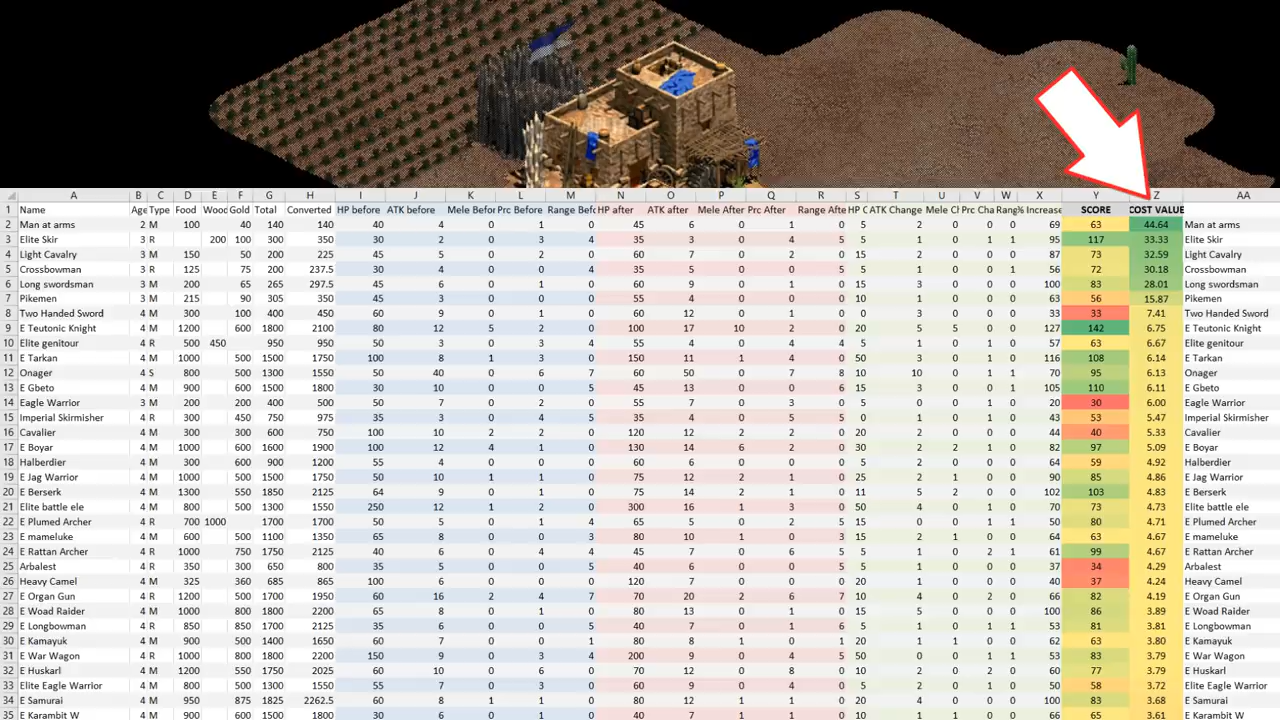 A B C D E F G H I J K L M N O P Q R S T U V W X Y Z AA
1 Name Age Type Food Wood Gold Total Converted HP before ATK before Mele Befor Prc Before Range Befo HP after ATK after Mele After Prc After Range Afte HP C ATK Change Mele Ch Prc Cha Rang % Increase SCORE COST VALUE
2 Man at arms 2 M 100 40 140 140 40 4 0 1 0 45 6 0 1 0 5 2 0 0 0 69 63 44.64 Man at arms
3 Elite Skir 3 R 200 100 300 350 30 2 0 3 4 35 3 0 4 5 5 1 0 1 1 95 117 33.33 Elite Skir
4 Light Cavalry 3 M 150 50 200 225 45 5 0 2 0 60 7 0 2 0 15 2 0 0 0 87 73 32.59 Light Cavalry
5 Crossbowman 3 R 125 75 200 237.5 30 4 0 0 4 35 5 0 0 5 5 1 0 0 1 56 72 30.18 Crossbowman
6 Long swordsman 3 M 200 65 265 297.5 45 6 0 1 0 60 9 0 1 0 15 3 0 0 0 100 83 28.01 Long swordsman
7 Pikemen 3 M 215 90 305 350 45 3 0 0 0 55 4 0 0 0 10 1 0 0 0 63 56 15.87 Pikemen
8 Two Handed Sword 4 M 300 100 400 450 60 9 0 1 0 60 12 0 1 0 0 3 0 0 0 33 33 7.41 Two Handed Sword
9 E Teutonic Knight 4 M 1200 600 1800 2100 80 12 5 2 0 100 17 10 2 0 20 5 5 0 0 127 142 6.75 E Teutonic Knight
10 Elite genitour 4 R 500 450 950 950 50 3 0 3 4 55 4 0 4 4 5 1 0 1 0 57 63 6.67 Elite genitour
11 E Tarkan 4 M 1000 500 1500 1750 100 8 1 3 0 150 11 1 4 0 50 3 0 1 0 116 108 6.14 E Tarkan
12 Onager 4 S 800 500 1300 1550 50 40 0 6 7 60 50 0 7 8 10 10 0 1 1 70 95 6.13 Onager
13 E Gbeto 4 M 900 600 1500 1800 30 10 0 0 5 45 13 0 0 6 15 3 0 0 1 105 110 6.11 E Gbeto
14 Eagle Warrior 3 M 200 200 400 500 50 7 0 2 0 55 7 0 3 0 5 0 0 1 0 20 30 6.00 Eagle Warrior
15 Imperial Skirmisher 4 R 300 450 750 975 35 3 0 4 5 35 4 0 5 5 0 1 0 1 0 43 53 5.47 Imperial Skirmisher
16 Cavalier 4 M 300 300 600 750 100 10 2 2 0 120 12 2 2 0 20 2 0 0 0 44 40 5.33 Cavalier
17 E Boyar 4 M 1000 600 1600 1900 100 12 4 1 0 130 14 6 2 0 30 2 2 1 0 82 97 5.09 E Boyar
18 Halberdier 4 M 300 600 900 1200 55 4 0 0 0 60 6 0 0 0 5 2 0 0 0 64 59 4.92 Halberdier
19 E Jag Warrior 4 M 1000 500 1500 1750 50 10 1 1 0 75 12 2 1 0 25 2 1 0 0 90 85 4.86 E Jag Warrior
20 E Berserk 4 M 1300 550 1850 2125 64 9 0 1 0 75 14 2 1 0 11 5 2 0 0 102 103 4.83 E Berserk
21 Elite battle ele 4 M 800 500 1300 1550 250 12 1 2 0 300 16 1 3 0 50 4 0 1 0 70 73 4.73 Elite battle ele
22 E Plumed Archer 4 R 700 1000 1700 1700 50 5 0 1 4 65 5 0 2 5 15 0 0 1 1 50 80 4.71 E Plumed Archer
23 E mameluke 4 M 600 500 1100 1350 65 8 0 0 3 80 10 1 0 3 15 2 1 0 0 64 63 4.67 E mameluke
24 E Rattan Archer 4 R 1000 750 1750 2125 40 6 0 4 4 45 7 0 6 5 5 1 0 2 1 61 99 4.67 E Rattan Archer
25 Arbalest 4 R 350 300 650 800 35 5 0 0 5 40 6 0 0 5 5 1 0 0 0 37 34 4.29 Arbalest
26 Heavy Camel 4 M 325 360 685 865 100 6 0 0 0 120 7 0 0 0 20 1 0 0 0 40 37 4.24 Heavy Camel
27 E Organ Gun 4 R 1200 500 1700 1950 60 16 2 4 7 70 20 2 6 7 10 4 0 2 0 66 82 4.19 E Organ Gun
28 E Woad Raider 4 M 1000 800 1800 2200 65 8 0 1 0 80 13 0 1 0 15 5 0 0 0 100 86 3.89 E Woad Raider
29 E Longbowman 4 R 850 850 1700 2125 35 6 0 0 5 40 7 0 1 6 5 1 0 1 1 53 81 3.81 E Longbowman
30 E Kamayuk 4 M 900 500 1400 1650 60 7 0 0 1 80 8 1 0 1 20 1 1 0 0 62 63 3.80 E Kamayuk
31 E War Wagon 4 R 1000 800 1800 2200 150 9 0 3 4 200 9 0 4 5 50 0 0 1 1 53 83 3.79 E War Wagon
32 E Huskarl 4 M 1200 550 1750 2025 60 10 0 6 0 70 12 0 8 0 10 2 0 2 0 60 77 3.79 E Huskarl
33 Elite Eagle Warrior 4 M 800 500 1300 1550 55 7 0 3 0 60 9 0 4 0 5 2 0 1 0 50 58 3.72 Elite Eagle Warrior
34 E Samurai 4 M 950 875 1825 2262.5 60 8 1 1 0 80 12 1 1 0 20 4 0 0 0 100 83 3.68 E Samurai
35 E Karambit W 4 M 900 600 1500 1800 30 6 0 1 0 40 7 1 1 0 10 1 1 0 0 67 65 3.61 E Karambit W